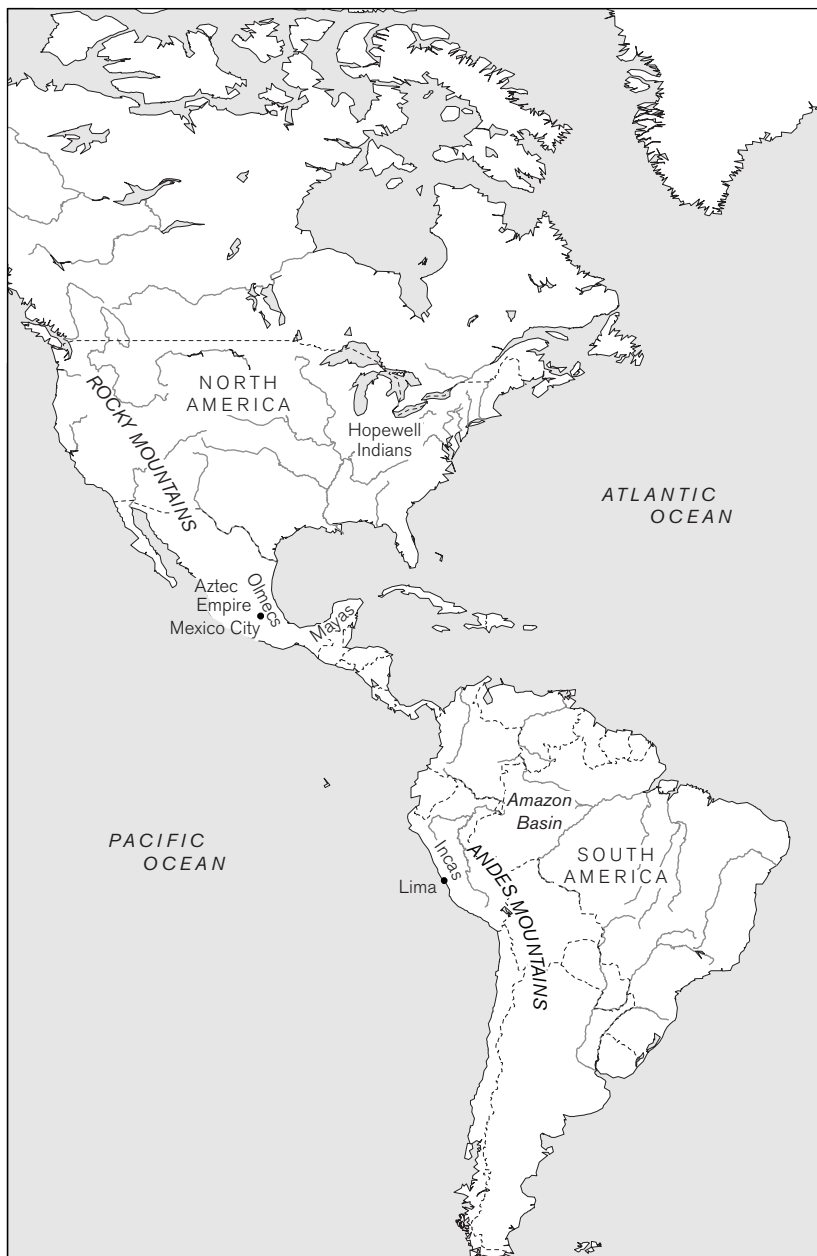 NORTH
AMERICA
ROCKY MOUNTAINS
Hopewell
Indians
ATLANTIC
OCEAN
Aztec
Empire
Olmecs
Mexico City
Mayas
PACIFIC
OCEAN
Amazon
Basin
SOUTH
AMERICA
Incas
Lima
ANDES MOUNTAINS